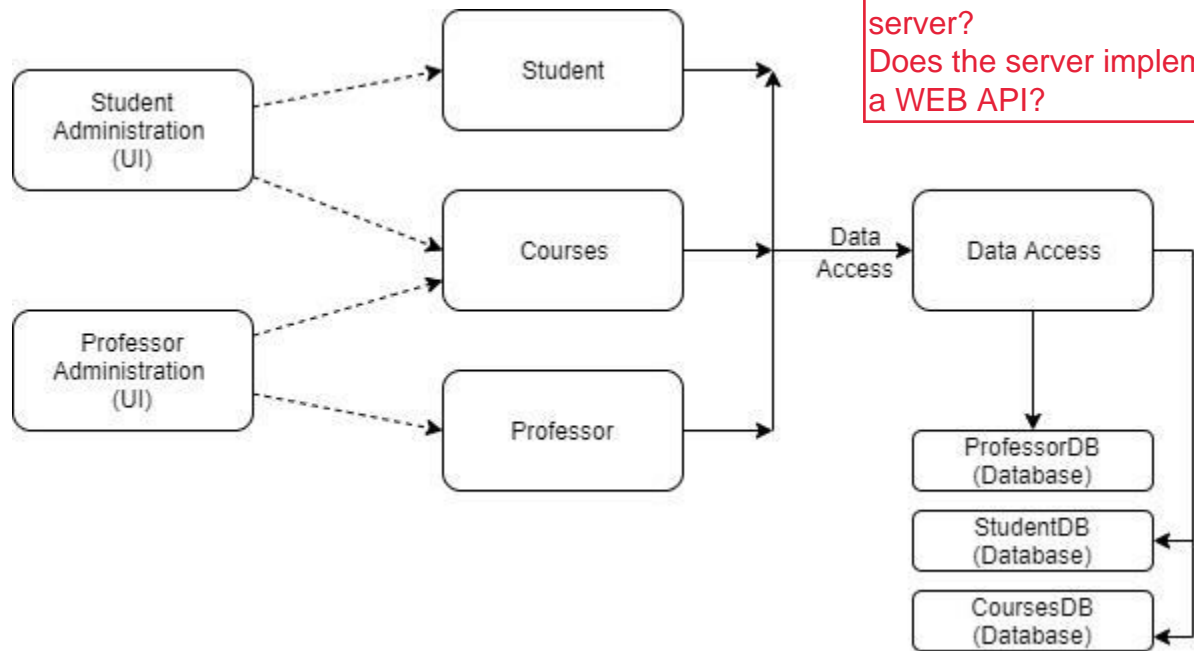 server?
Does the server implem
a WEB API?
Student
Administration
(UI)
Student
Courses
Professor
Administration
(UI)
Professor
Data
Access
Data Access
ProfessorDB
(Database)
StudentDB
(Database)
CoursesDB
(Database)